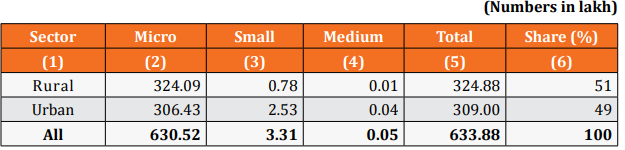 (Numbers in lakh)
Sector Micro Small Medium Total Share (%)
(1) (2) (3) (4) (5) (6)
Rural 324.09 0.78 0.01 324.88 51
Urban 306.43 2.53 0.04 309.00 49
All 630.52 3.31 0.05 633.88 100